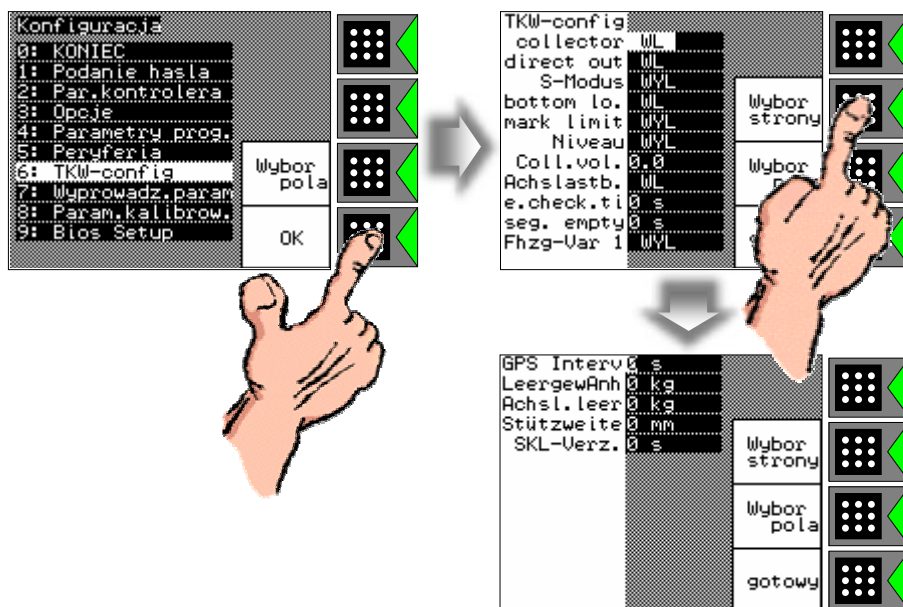 Konfiguracja
0: KONIEC
1: Podanie hasla
2: Par.kontrolera
3: Opcje
4: Parametry prog.
5: Peryferia
6: TKW-config
7: Wyprowadz.param
8: Param.kalibrow.
9: Bios Setup
Wybor
pola
OK
TKW-config
collector WL
direct out WL
S-Modus WYL
bottom lo. WL
mark limit WYL
Niveau WYL
Coll.vol. 0.0
Achslastb. WL
e.check.ti 0 s
seg. empty 0 s
Fhzg-Var 1 WYL
Wybor
strony
Wybor
GPS Interv 0 s
LeergewAnh 0 kg
Achsl.leer 0 kg
Stützweite 0 mm
SKL-Verz. 0 s
Wybor
strony
Wybor
pola
gotowy